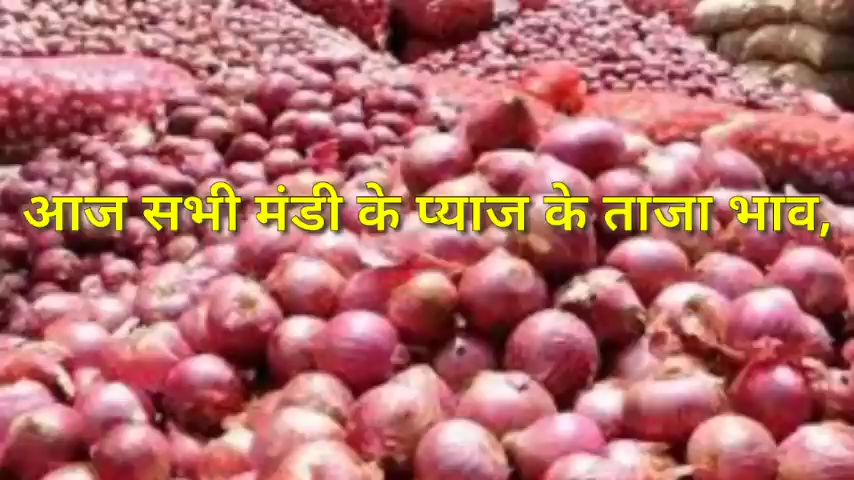 आज सभी मंडी के प्याज के ताजा भाव,